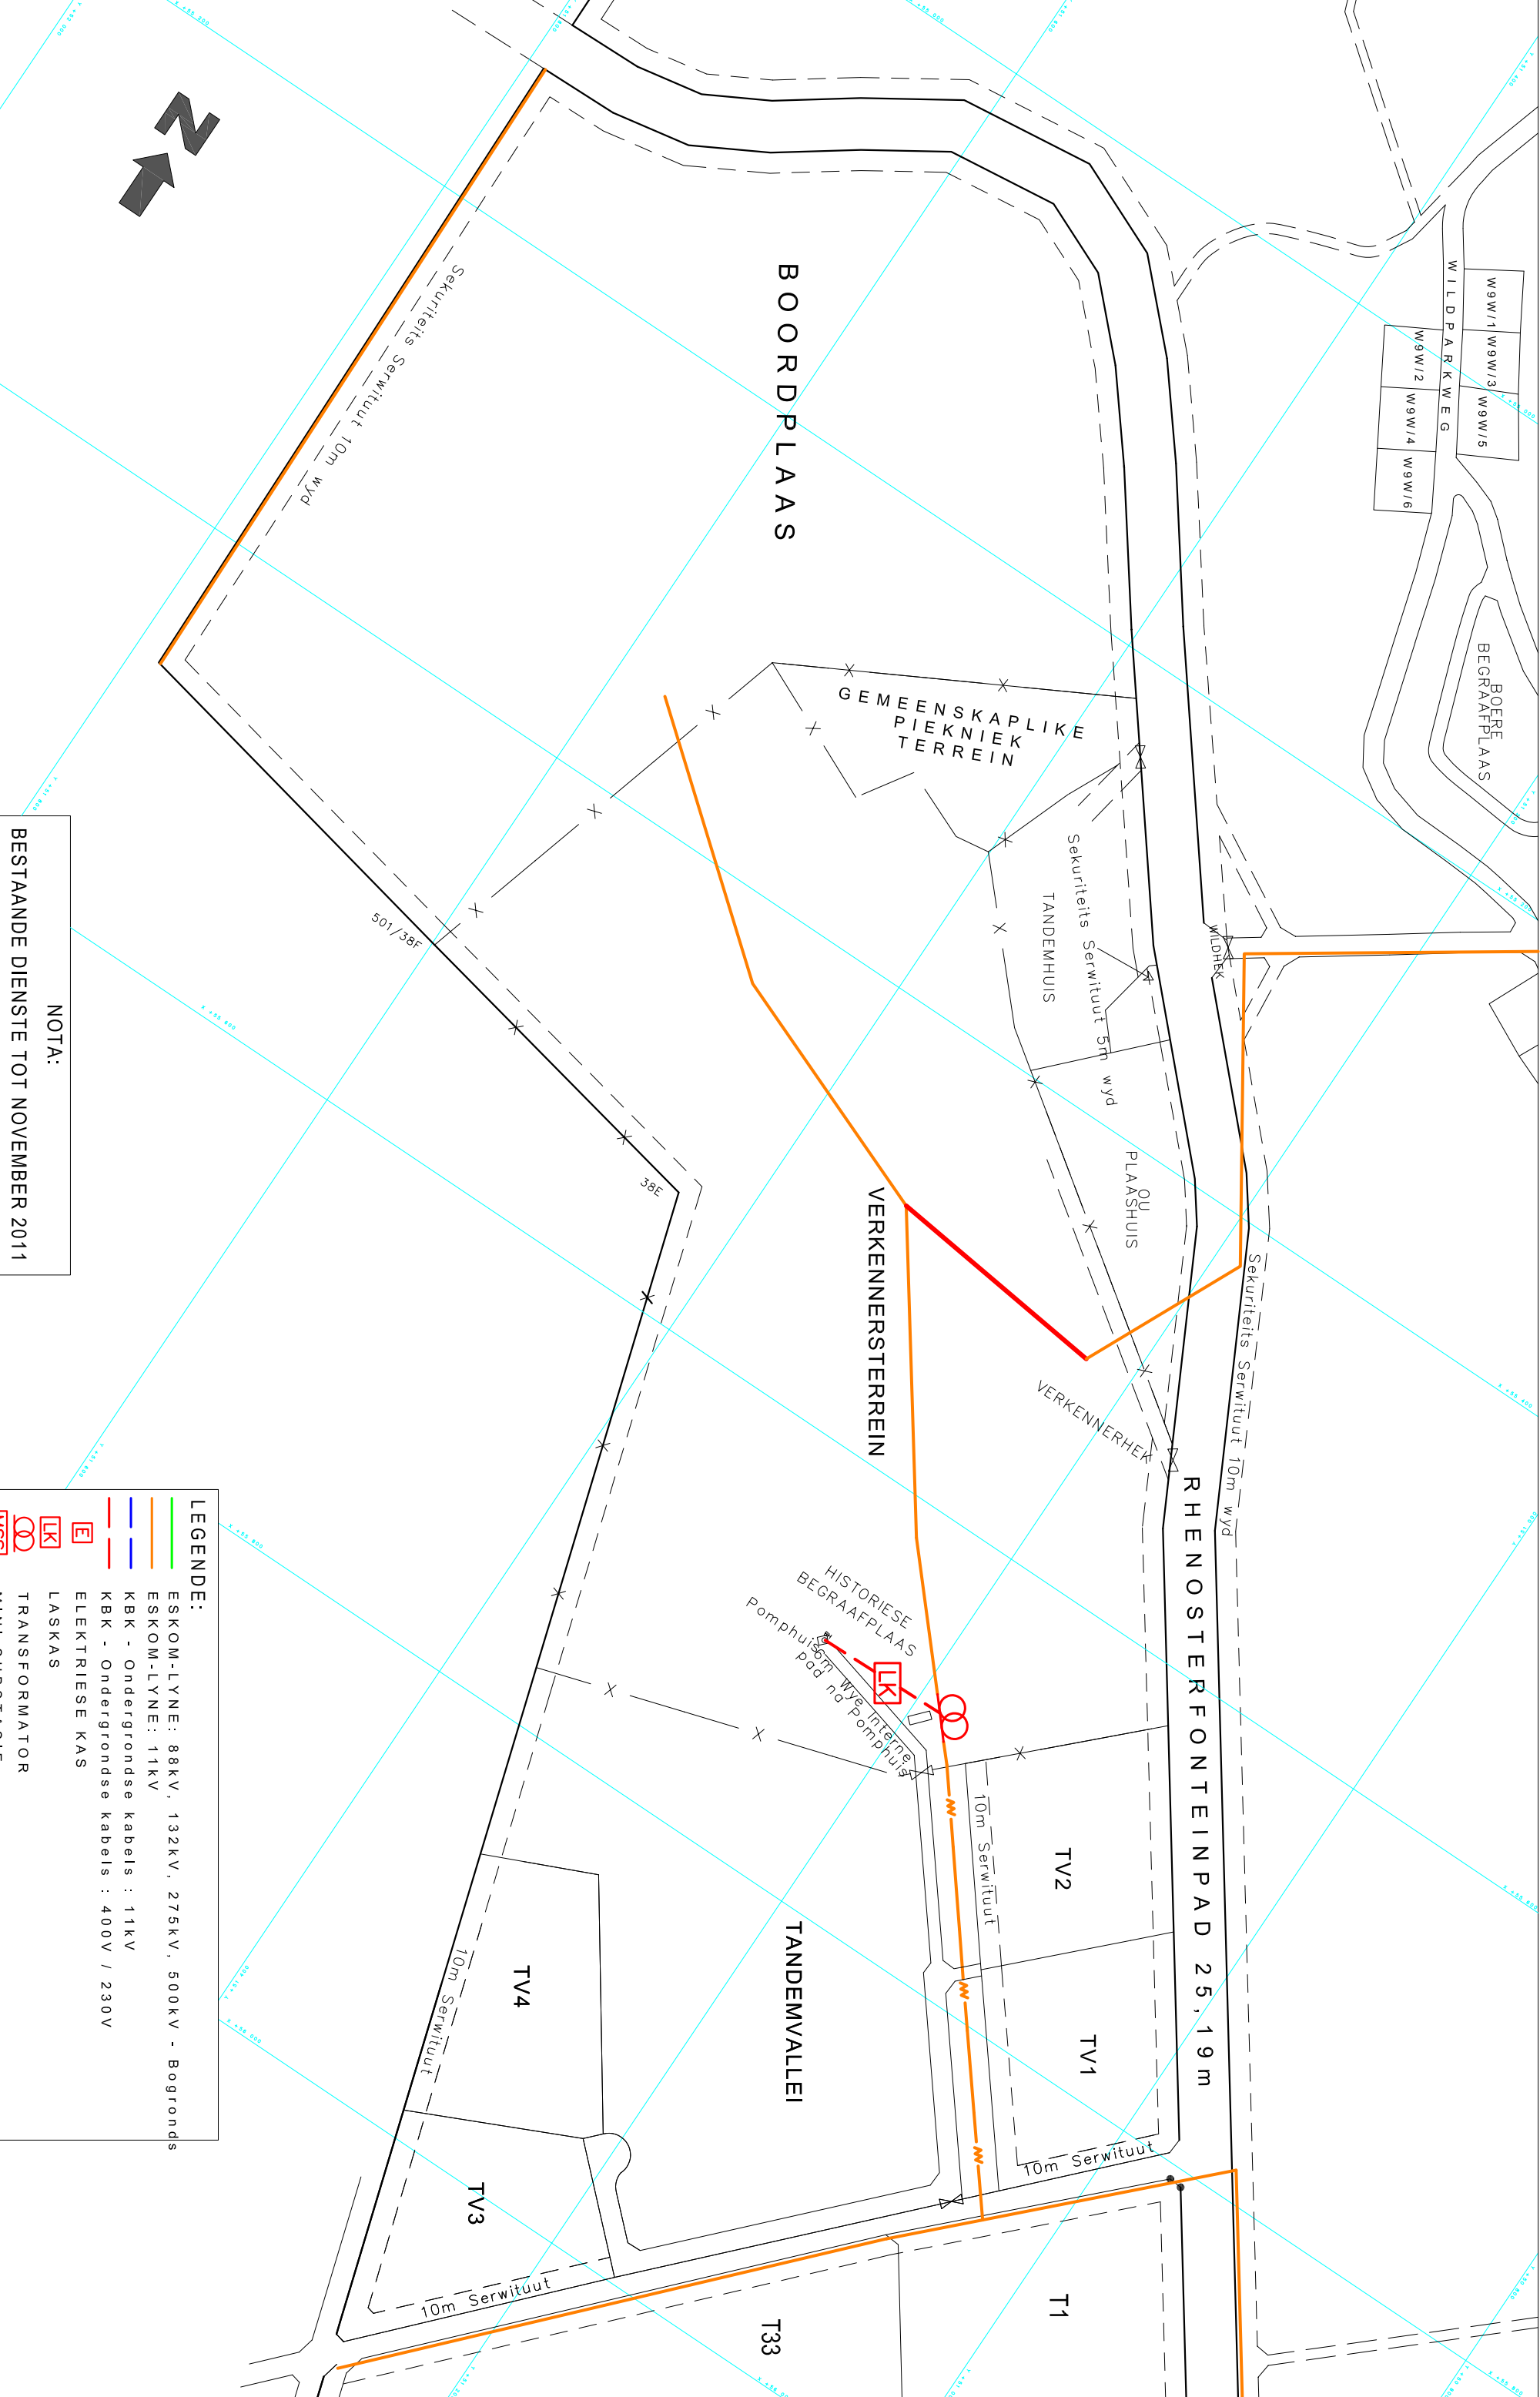 N
BOORDPLAAS
Sekuriteits Serwituut 10m wyd
WILDPARKWEG
W9W/1
W9W/3
W9W/5
W9W/2
W9W/4
W9W/6
BOERE
BEGRAAFPLAAS
GEMEENSKAPLIKE
PIEKNIEK
TERREIN
Sekuriteits Serwituut 5m wyd
TANDEMHUIS
WILDHEK
OU
PLAASHUIS
501/38F
38E
VERKENNERSTERREIN
VERKENNERHEK
Sekuriteits Serwituut 10m wyd
RHENOSTERFONTEINPAD 25,19m
HISTORIESE
BEGRAAFPLAAS
Pomphuis
LK
6m Wye Interne
pad na Pomphuis
10m Serwituut
TV2
TV1
TANDEMVALLEI
TV4
10m Serwituut
TV3
10m Serwituut
10m Serwituut
T1
T33
NOTA:
BESTAANDE DIENSTE TOT NOVEMBER 2011
LEGENDE:
ESKOM-LYNE: 88kV, 132kV, 275kV, 500kV - Bogronds
ESKOM-LYNE: 11kV
KBK - Ondergrondse kabels : 11kV
KBK - Ondergrondse kabels : 400V / 230V
E ELEKTRIESE KAS
LK LASKAS
TRANSFORMATOR